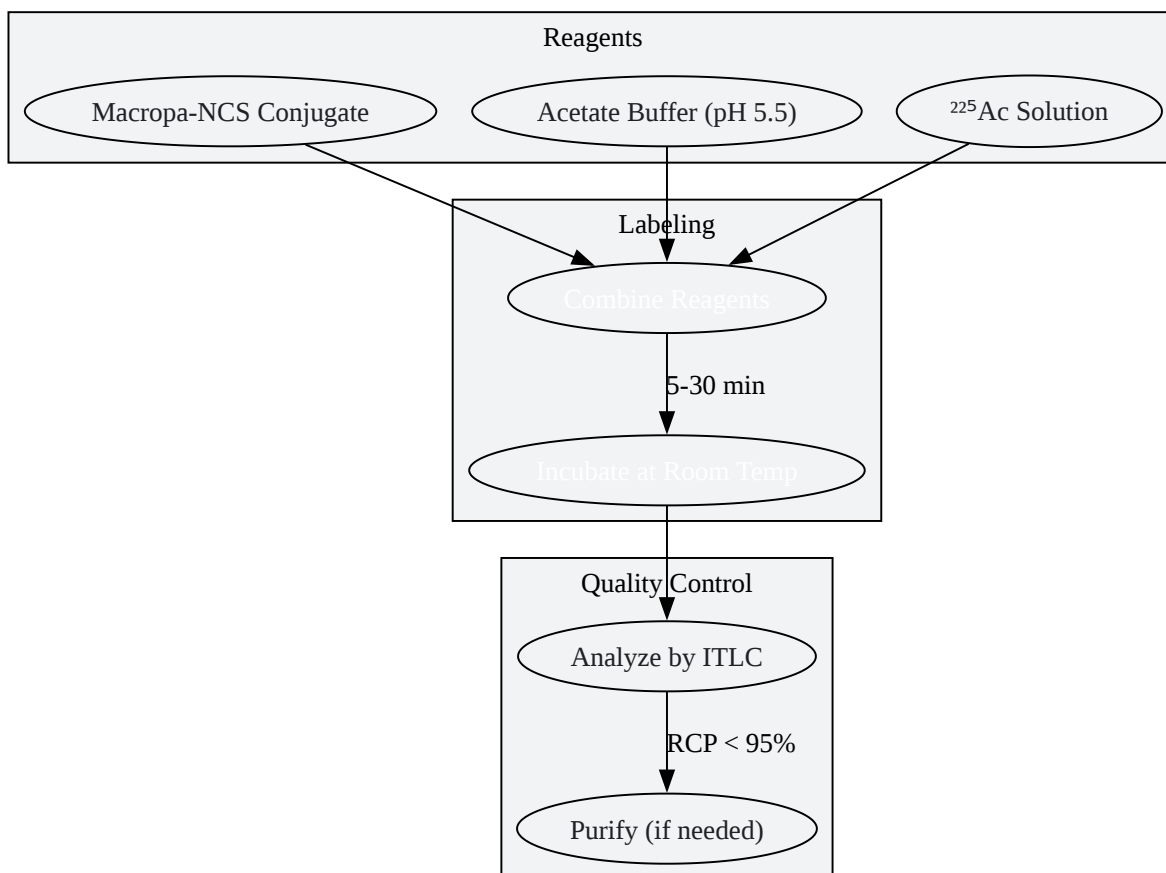 Reagents
Macropa-NCS Conjugate
Acetate Buffer (pH 5.5)
²²⁵Ac Solution
Labeling
Combine Reagents
5-30 min
Incubate at Room Temp
Quality Control
Analyze by ITLC
RCP < 95%
Purify (if needed)